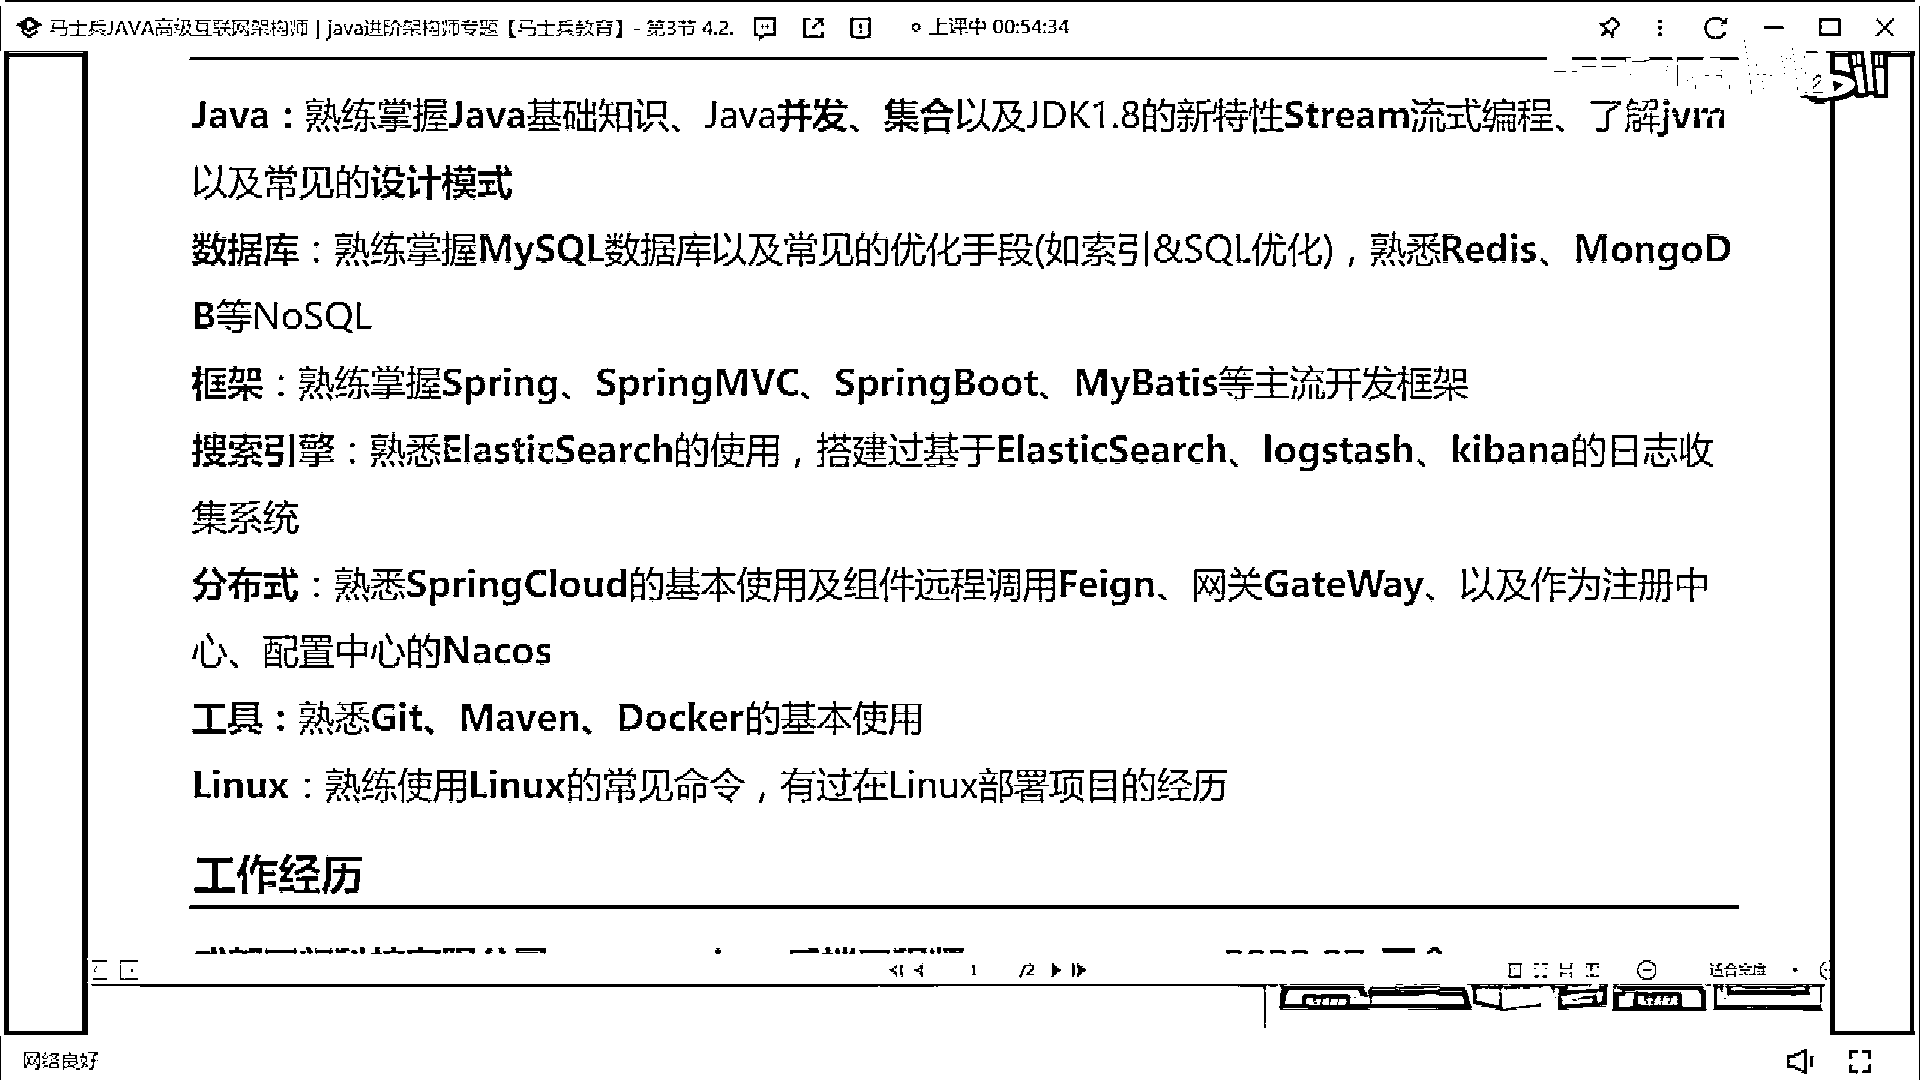 马士兵JAVA高级互联网架构师 | java进阶架构师专题【马士兵教育】- 第3节 4.2. 上课中 00:54:34
Java：熟练掌握Java基础知识、Java并发、集合以及JDK1.8的新特性Stream流式编程、了解jvm
以及常见的设计模式
数据库：熟练掌握MySQL数据库以及常见的优化手段(如索引&SQL优化)，熟悉Redis、MongoD
B等NoSQL
框架：熟练掌握Spring、SpringMVC、SpringBoot、MyBatis等主流开发框架
搜索引擎：熟悉ElasticSearch的使用，搭建过基于ElasticSearch、logstash、kibana的日志收
集系统
分布式：熟悉SpringCloud的基本使用及组件远程调用Feign、网关GateWay、以及作为注册中
心、配置中心的Nacos
工具：熟悉Git、Maven、Docker的基本使用
Linux：熟练使用Linux的常见命令，有过在Linux部署项目的经历
工作经历
1 /2 适合宽度
网络良好